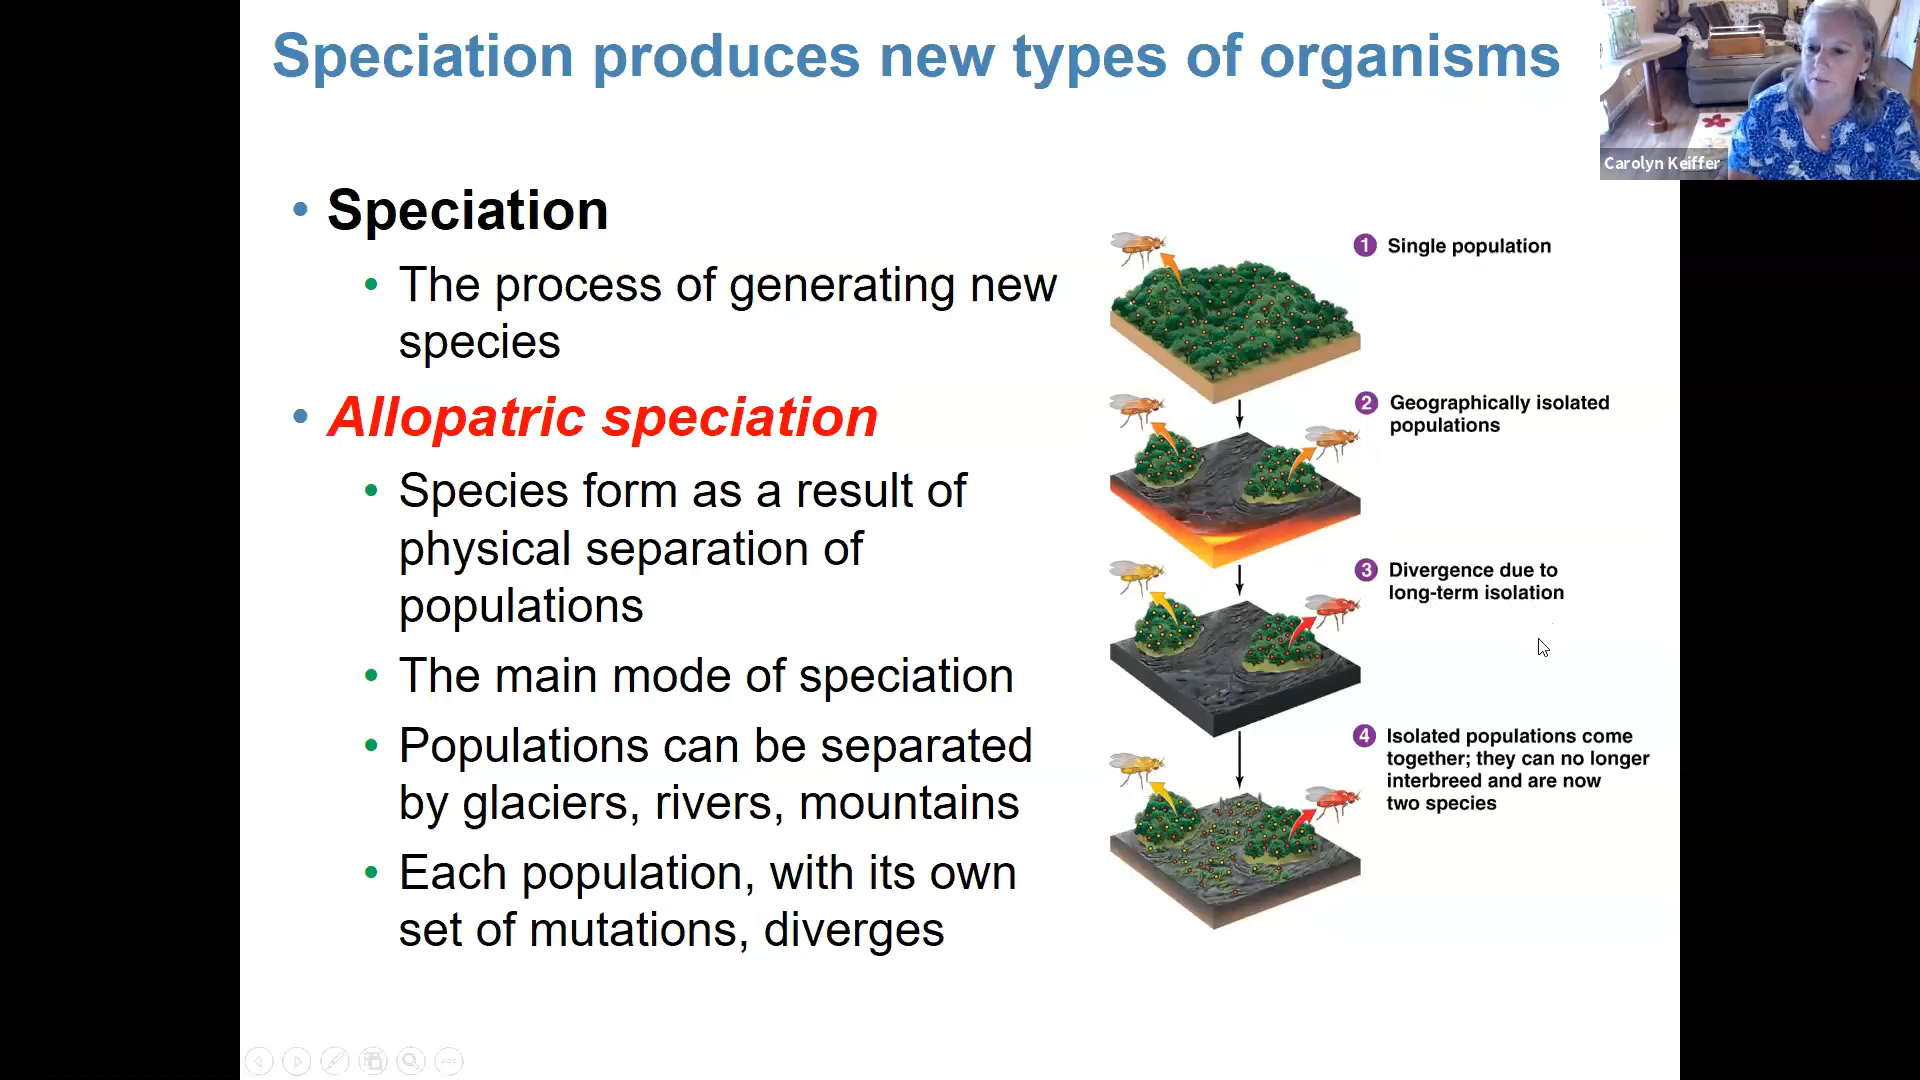 Speciation produces new types of organisms
Carolyn Keiffer
• Speciation
• The process of generating new
species
• Allopatric speciation
• Species form as a result of
physical separation of
populations
• The main mode of speciation
• Populations can be separated
by glaciers, rivers, mountains
• Each population, with its own
set of mutations, diverges
1 Single population
2 Geographically isolated
populations
3 Divergence due to
long-term isolation
4 Isolated populations come
together; they can no longer
interbreed and are now
two species